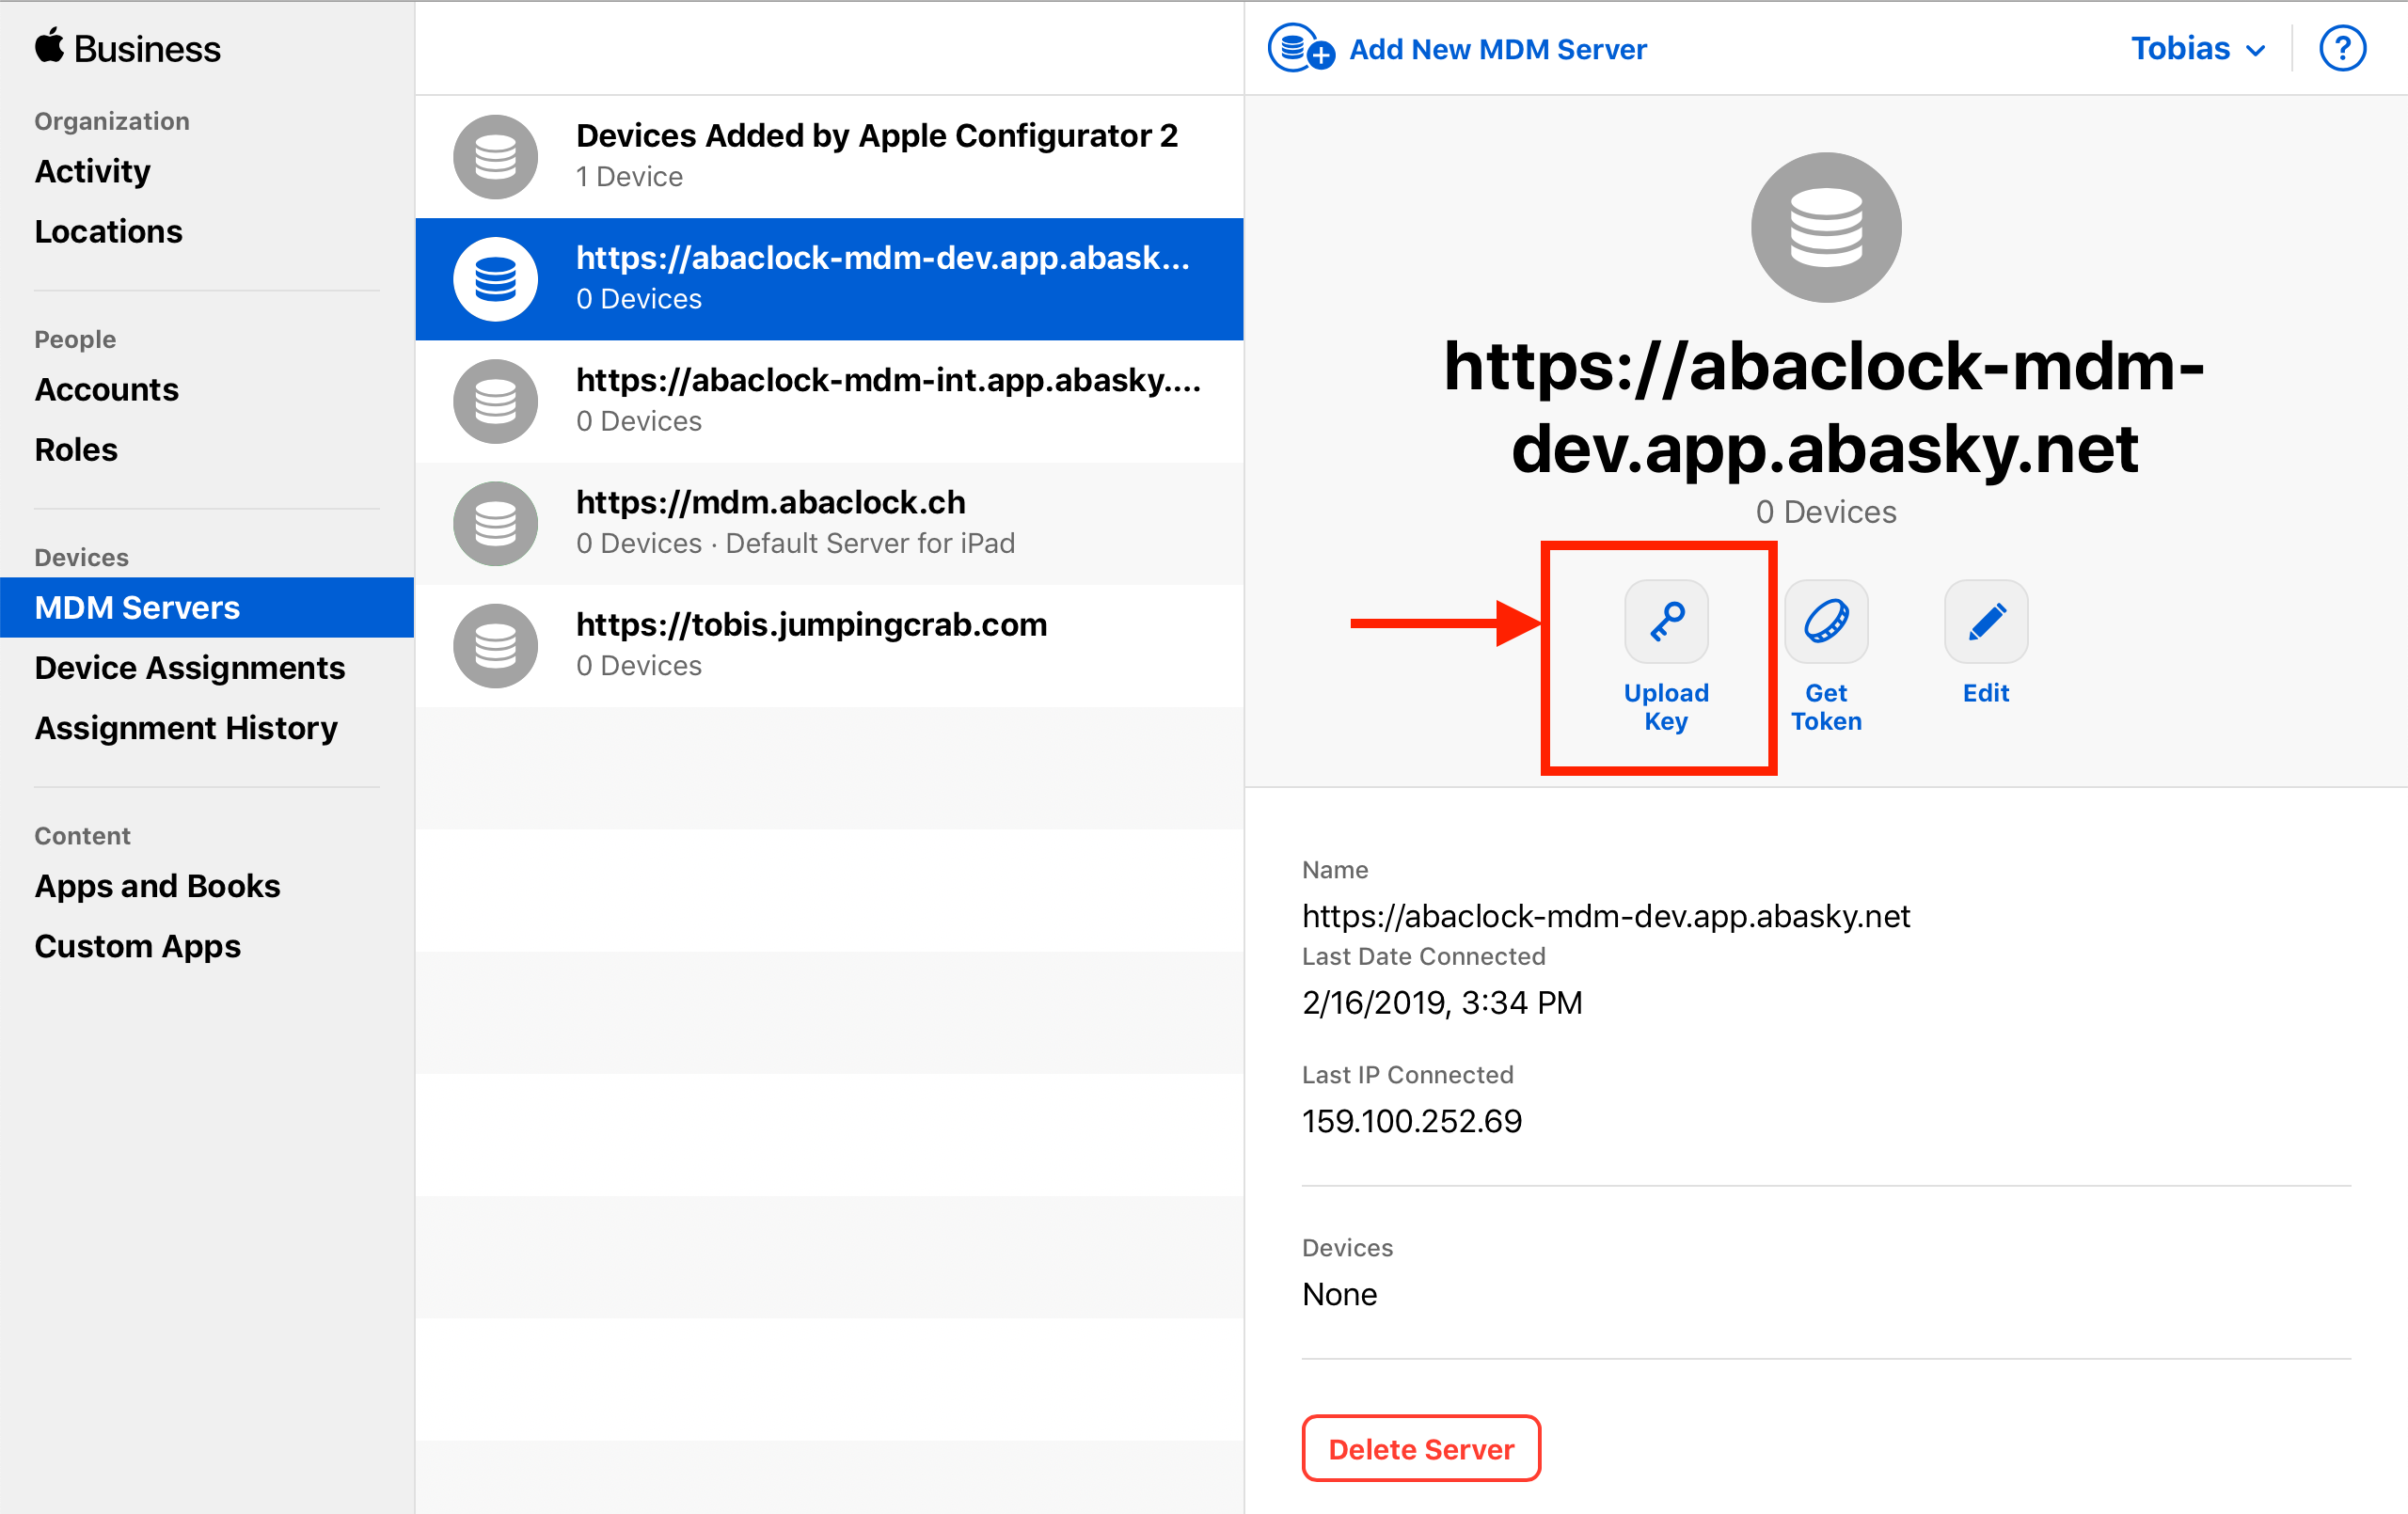 Business
Organization
Activity
Locations
People
Accounts
Roles
Devices
MDM Servers
Device Assignments
Assignment History
Content
Apps and Books
Custom Apps
Devices Added by Apple Configurator 2
1 Device
https://abaclock-mdm-dev.app.abask...
0 Devices
https://abaclock-mdm-int.app.abasky....
0 Devices
https://mdm.abaclock.ch
0 Devices · Default Server for iPad
https://tobis.jumpingcrab.com
0 Devices
Add New MDM Server
Tobias
?
https://abaclock-mdm-
dev.app.abasky.net
0 Devices
Upload
Key
Get
Token
Edit
Name
https://abaclock-mdm-dev.app.abasky.net
Last Date Connected
2/16/2019, 3:34 PM
Last IP Connected
159.100.252.69
Devices
None
Delete Server